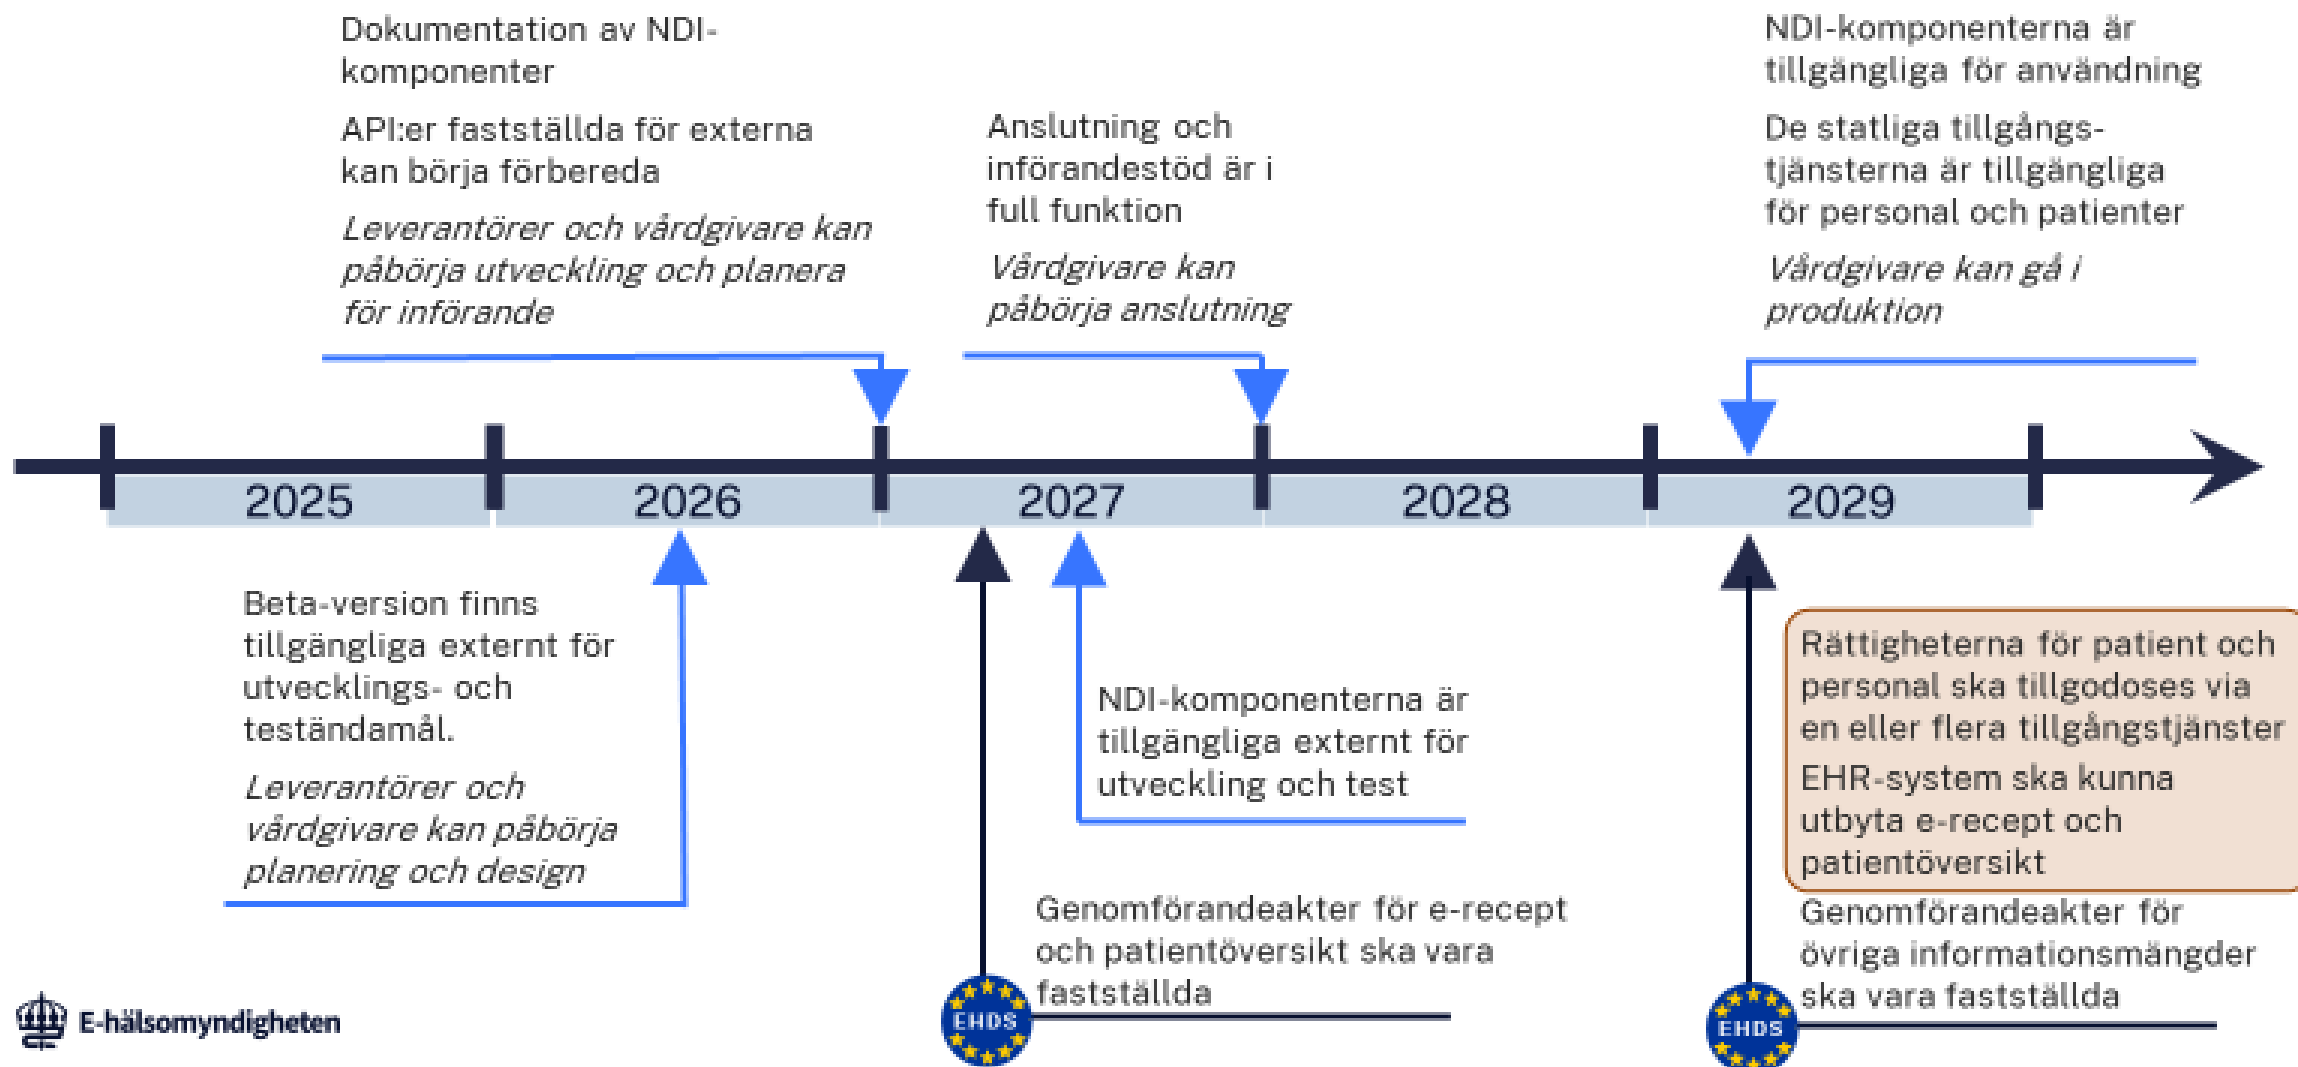 Dokumentation av NDI-
komponenter
API:er fastställda för externa
kan börja förbereda
Leverantörer och vårdgivare kan
påbörja utveckling och planera
för införande
Anslutning och
införandestöd är i
full funktion
Vårdgivare kan
påbörja anslutning
NDI-komponenterna är
tillgängliga för användning
De statliga tillgångs-
tjänsterna är tillgängliga
för personal och patienter
Vårdgivare kan gå i
produktion
2025
2026
2027
2028
2029
Beta-version finns
tillgängliga externt för
utvecklings- och
teständamål.
Leverantörer och
vårdgivare kan påbörja
planering och design
NDI-komponenterna är
tillgängliga externt för
utveckling och test
Genomförandeakter för e-recept
och patientöversikt ska vara
fastställda
EHDS
Rättigheterna för patient och
personal ska tillgodoses via
en eller flera tillgångstjänster
EHR-system ska kunna
utbyta e-recept och
patientöversikt
Genomförandeakter för
övriga informationsmängder
ska vara fastställda
EHDS
E-hälsomyndigheten